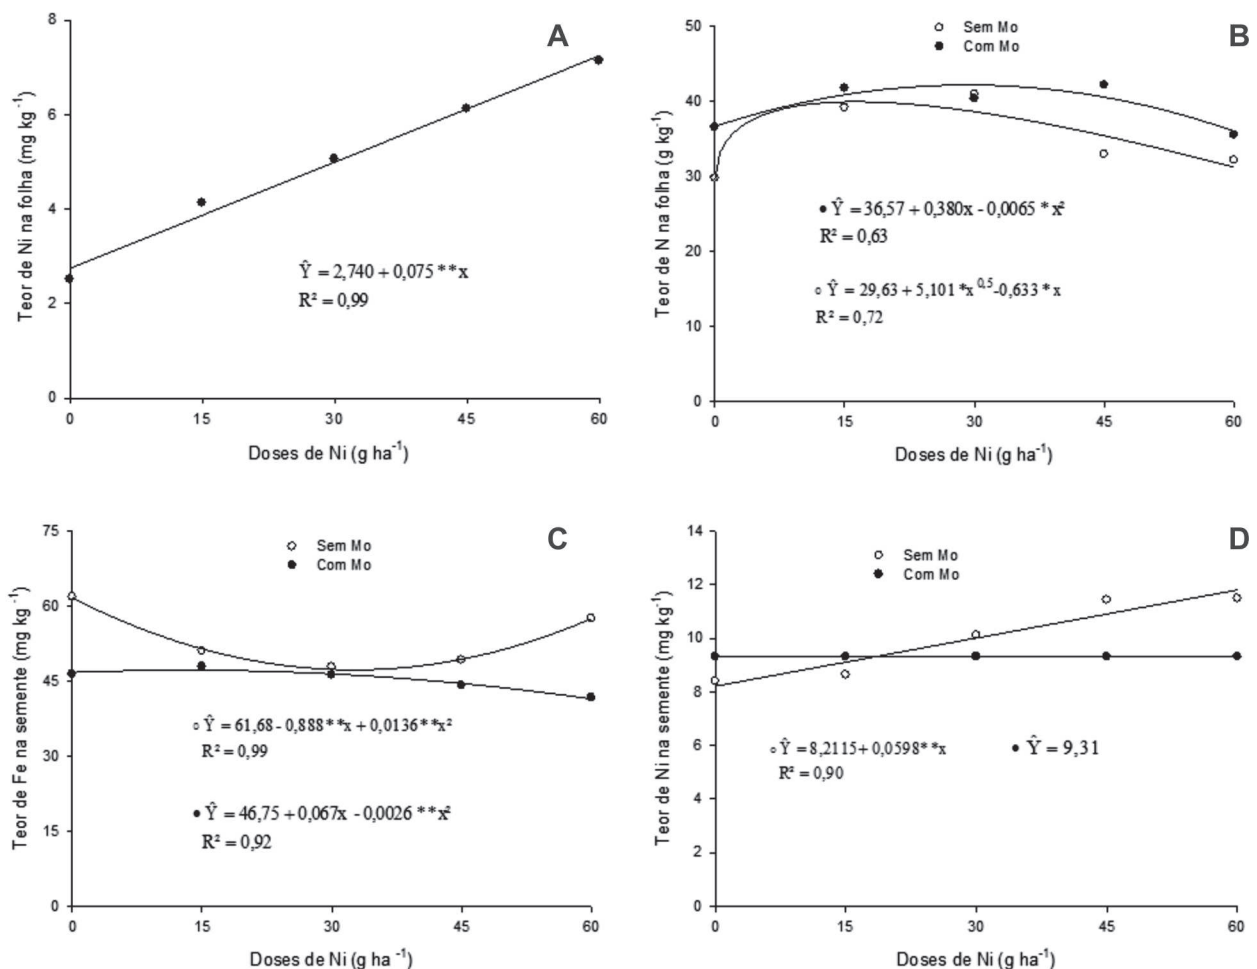 A
8
6
4
2
0
0 15 30 45 60
Teor de Ni na folha (mg kg⁻¹)
Doses de Ni (g ha⁻¹)
Ŷ = 2,740 + 0,075 **x
R² = 0,99
B
Sem Mo
Com Mo
50
40
30
20
10
0
0 15 30 45 60
Teor de N na folha (g kg⁻¹)
Doses de Ni (g ha⁻¹)
● Ŷ = 36,57 + 0,380x - 0,0065 * x²
R² = 0,63
○ Ŷ = 29,63 + 5,101 *x ⁰,⁵ -0,633 * x
R² = 0,72
C
Sem Mo
Com Mo
75
60
45
30
15
0
0 15 30 45 60
Teor de Fe na semente (mg kg⁻¹)
Doses de Ni (g ha⁻¹)
○ Ŷ = 61,68 - 0,888 **x + 0,0136 **x²
R² = 0,99
● Ŷ = 46,75 + 0,067x - 0,0026 **x²
R² = 0,92
D
Sem Mo
Com Mo
14
12
10
8
6
4
2
0
0 15 30 45 60
Teor de Ni na semente (mg kg⁻¹)
Doses de Ni (g ha⁻¹)
○ Ŷ = 8,2115 + 0,0598**x
R² = 0,90
● Ŷ = 9,31